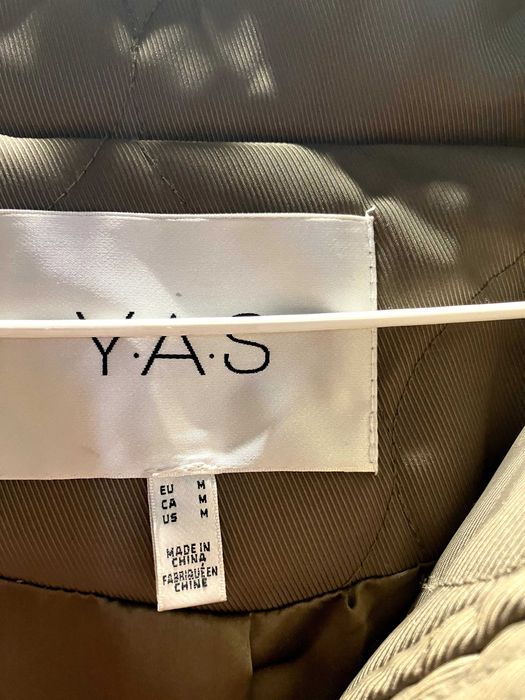 Y·A·S
EU M
CA M
US M
MADE IN
CHINA
FABRIQUÉ EN
CHINE